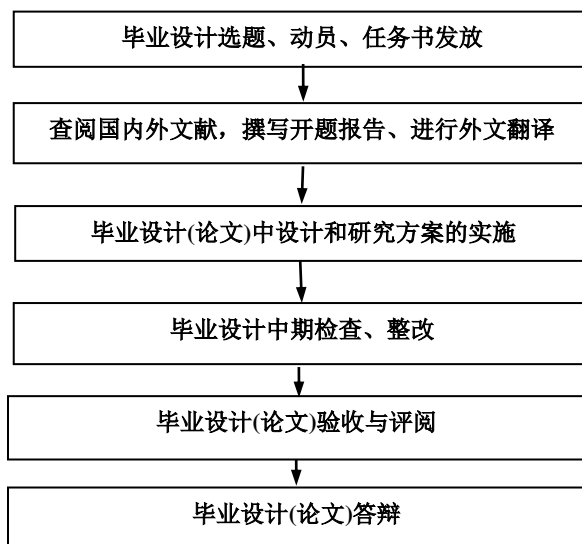 毕业设计选题、动员、任务书发放
查阅国内外文献，撰写开题报告、进行外文翻译
毕业设计(论文)中设计和研究方案的实施
毕业设计中期检查、整改
毕业设计(论文)验收与评阅
毕业设计(论文)答辩